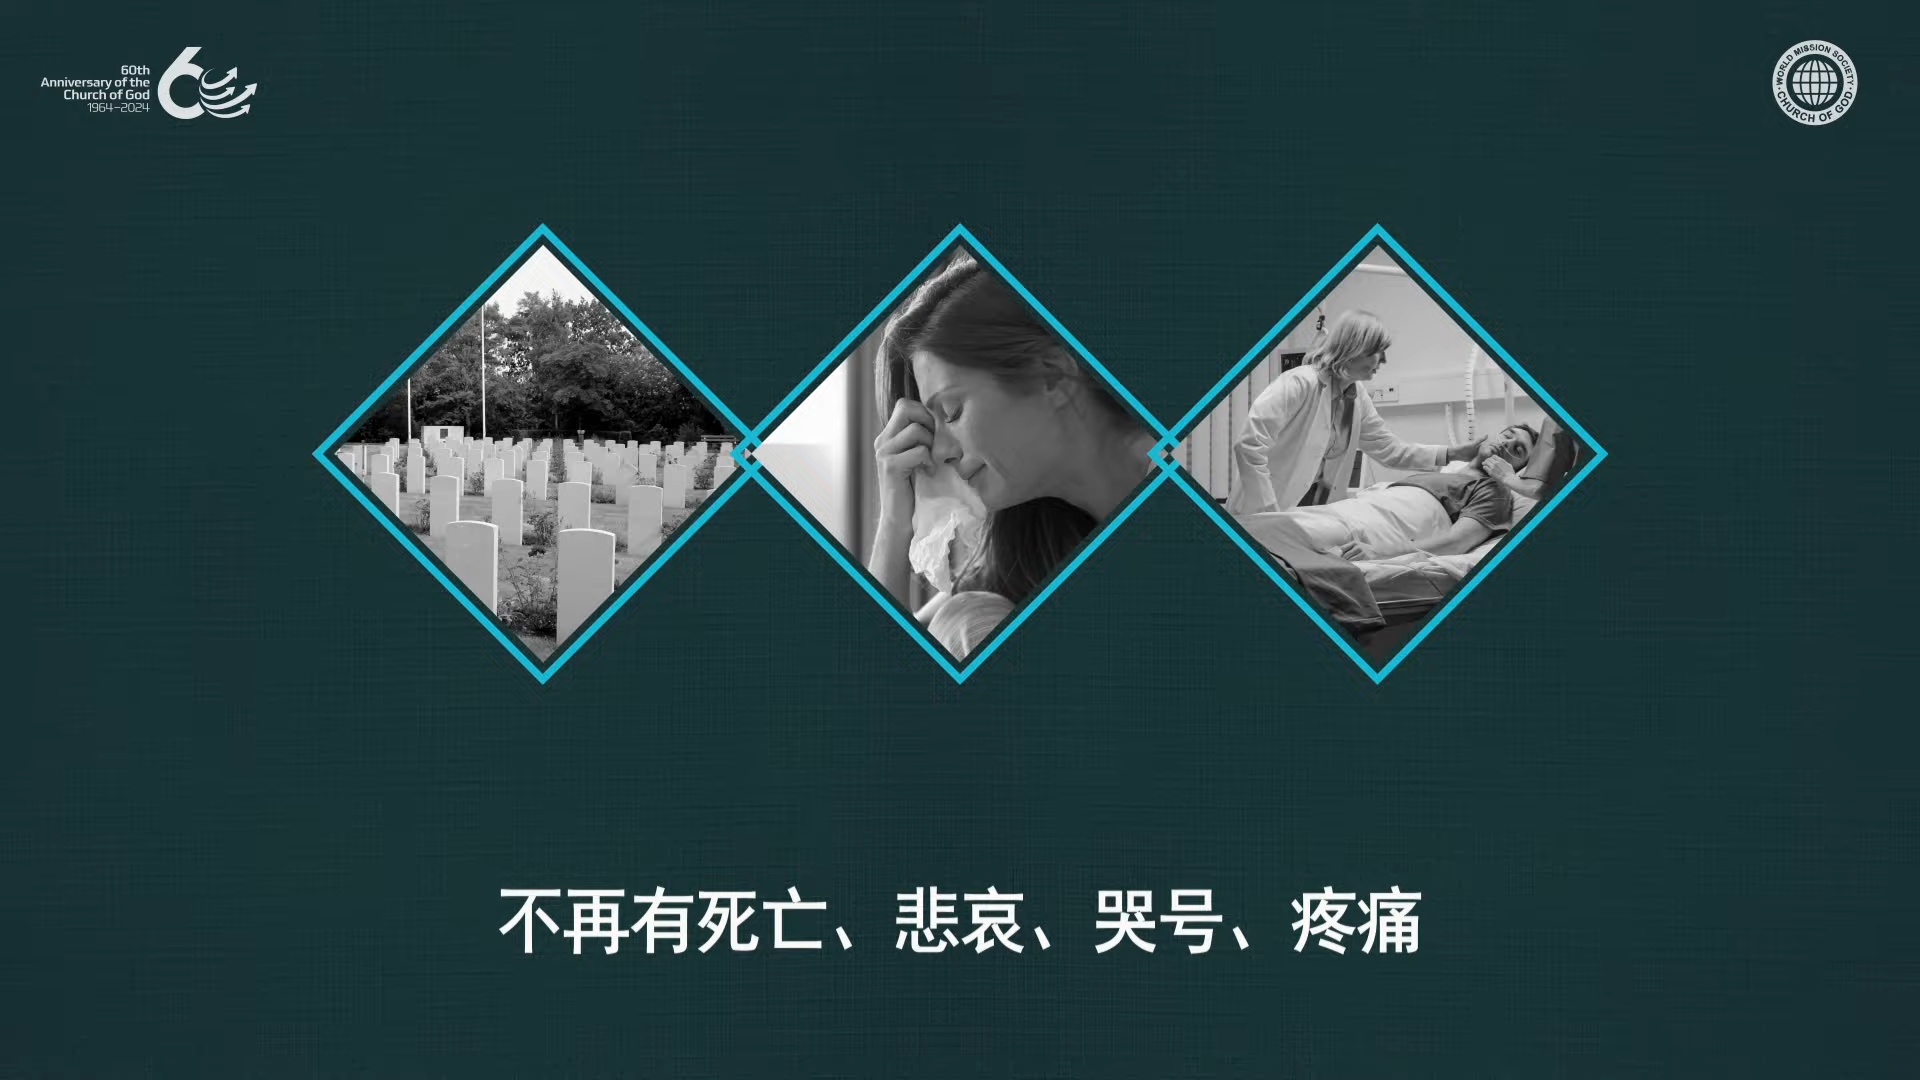 60th
Anniversary of the
Church of God
1964–2024
WORLD MISSION SOCIETY
CHURCH OF GOD
不再有死亡、悲哀、哭号、疼痛